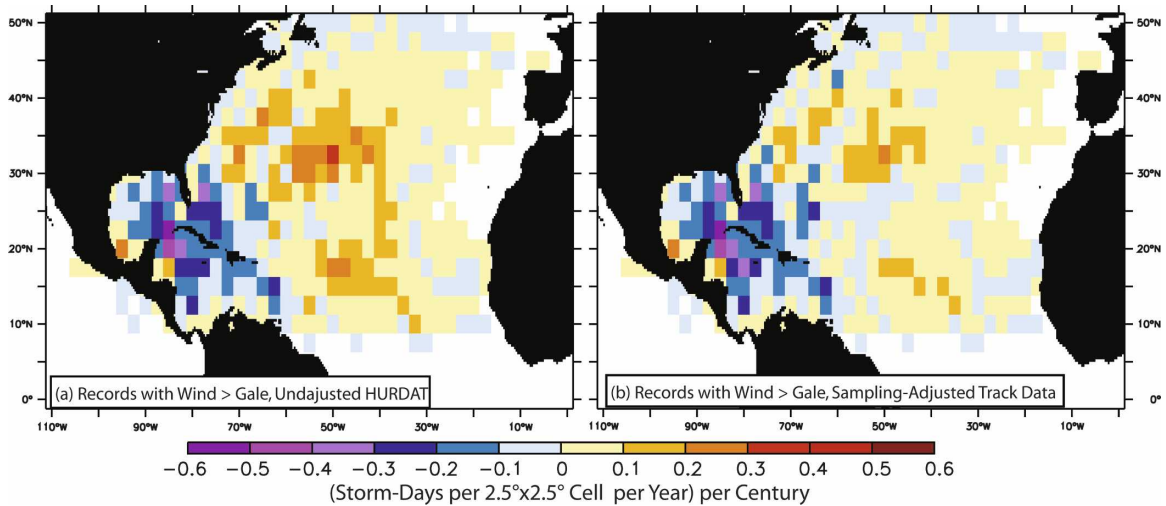 50°N
50°N
40°N
40°N
30°N
30°N
20°N
20°N
10°N
10°N
0°
0°
(a) Records with Wind > Gale, Undajusted HURDAT
(b) Records with Wind > Gale, Sampling-Adjusted Track Data
110°W 90°W 70°W 50°W 30°W 10°W 110°W 90°W 70°W 50°W 30°W 10°W
−0.6 −0.5 −0.4 −0.3 −0.2 −0.1 0 0.1 0.2 0.3 0.4 0.5 0.6
(Storm-Days per 2.5°x2.5° Cell per Year) per Century